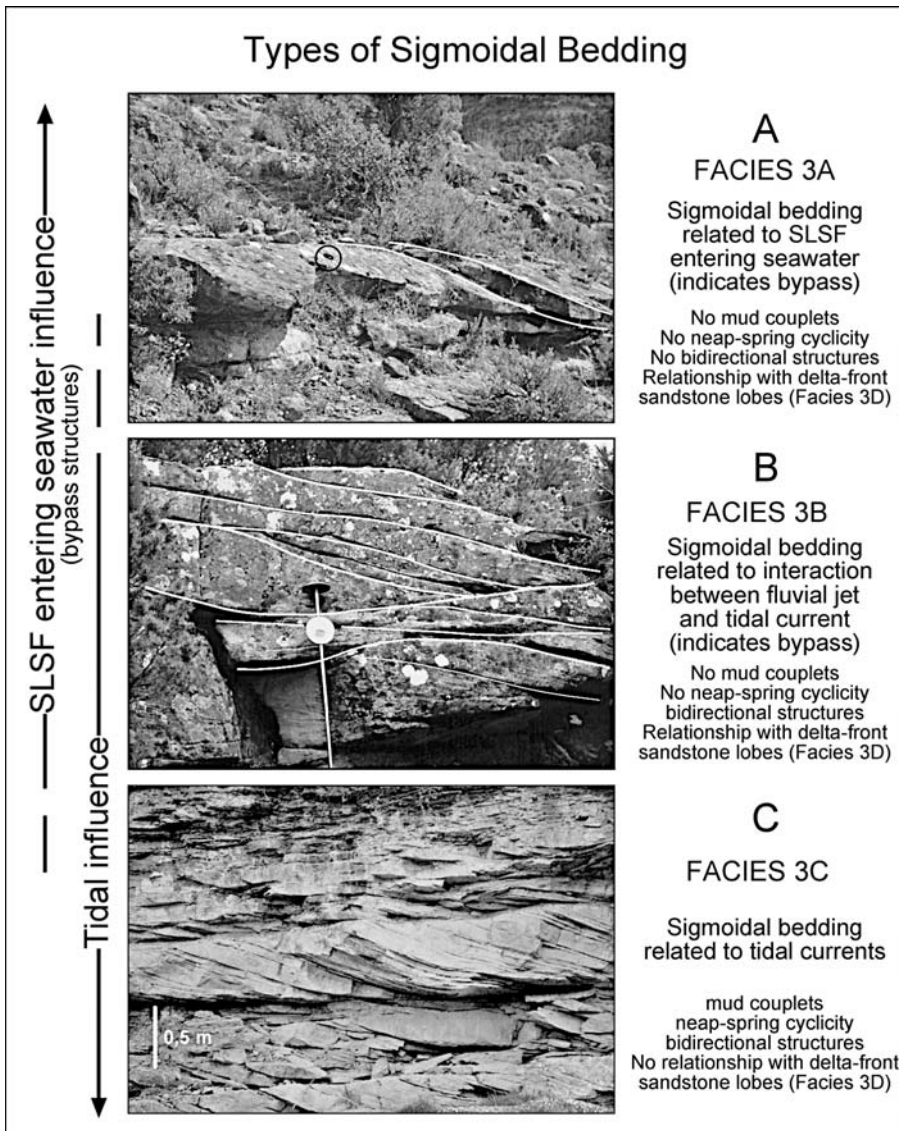 Types of Sigmoidal Bedding
SLSF entering seawater influence
(bypass structures)
Tidal influence
A
FACIES 3A
Sigmoidal bedding
related to SLSF
entering seawater
(indicates bypass)
No mud couplets
No neap-spring cyclicity
No bidirectional structures
Relationship with delta-front
sandstone lobes (Facies 3D)
B
FACIES 3B
Sigmoidal bedding
related to interaction
between fluvial jet
and tidal current
(indicates bypass)
No mud couplets
No neap-spring cyclicity
bidirectional structures
Relationship with delta-front
sandstone lobes (Facies 3D)
0.5 m
C
FACIES 3C
Sigmoidal bedding
related to tidal currents
mud couplets
neap-spring cyclicity
bidirectional structures
No relationship with delta-front
sandstone lobes (Facies 3D)